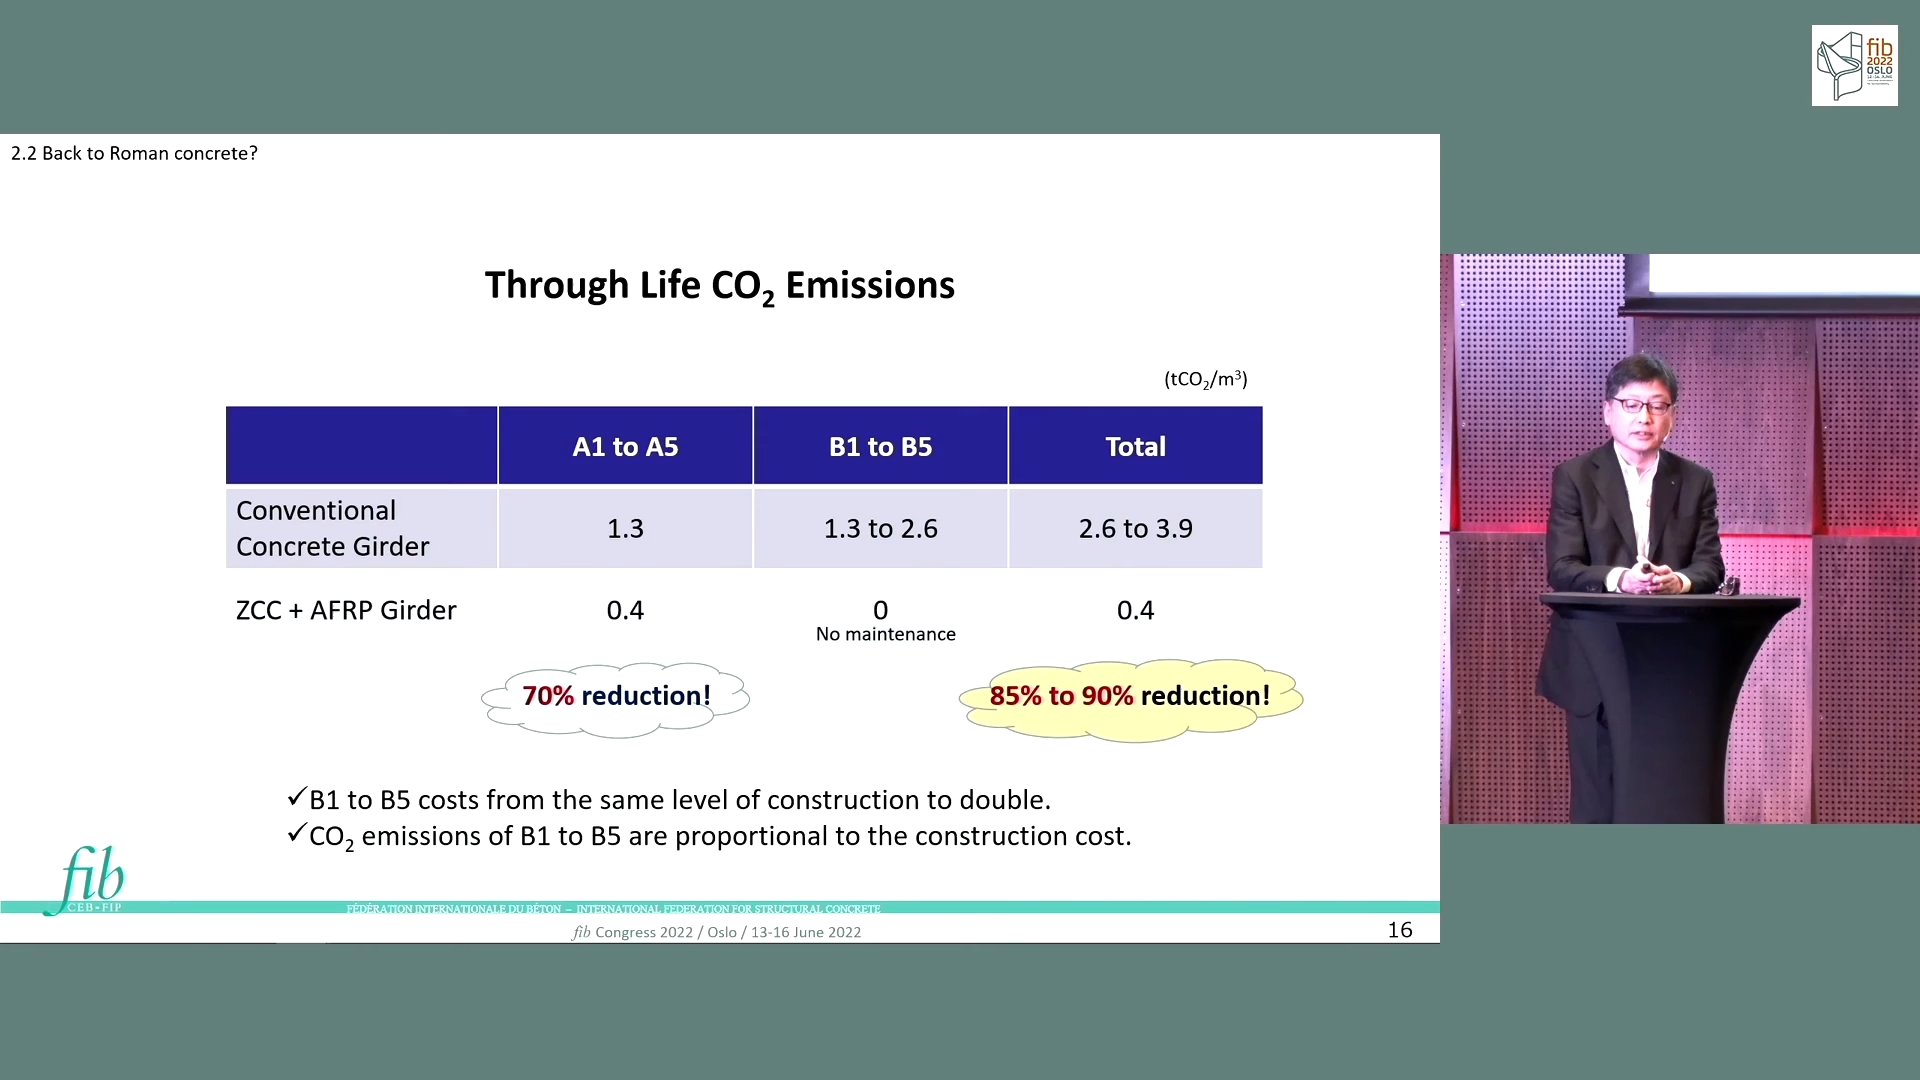 fib
2022
OSLO
2.2 Back to Roman concrete?
Through Life CO₂ Emissions
(tCO₂/m³)
A1 to A5 B1 to B5 Total
Conventional
Concrete Girder 1.3 1.3 to 2.6 2.6 to 3.9
ZCC + AFRP Girder 0.4 0 0.4
No maintenance
70% reduction! 85% to 90% reduction!
✓B1 to B5 costs from the same level of construction to double.
✓CO₂ emissions of B1 to B5 are proportional to the construction cost.
fib
CEB-FIP
FÉDÉRATION INTERNATIONALE DU BÉTON – INTERNATIONAL FEDERATION FOR STRUCTURAL CONCRETE
fib Congress 2022 / Oslo / 13-16 June 2022
16